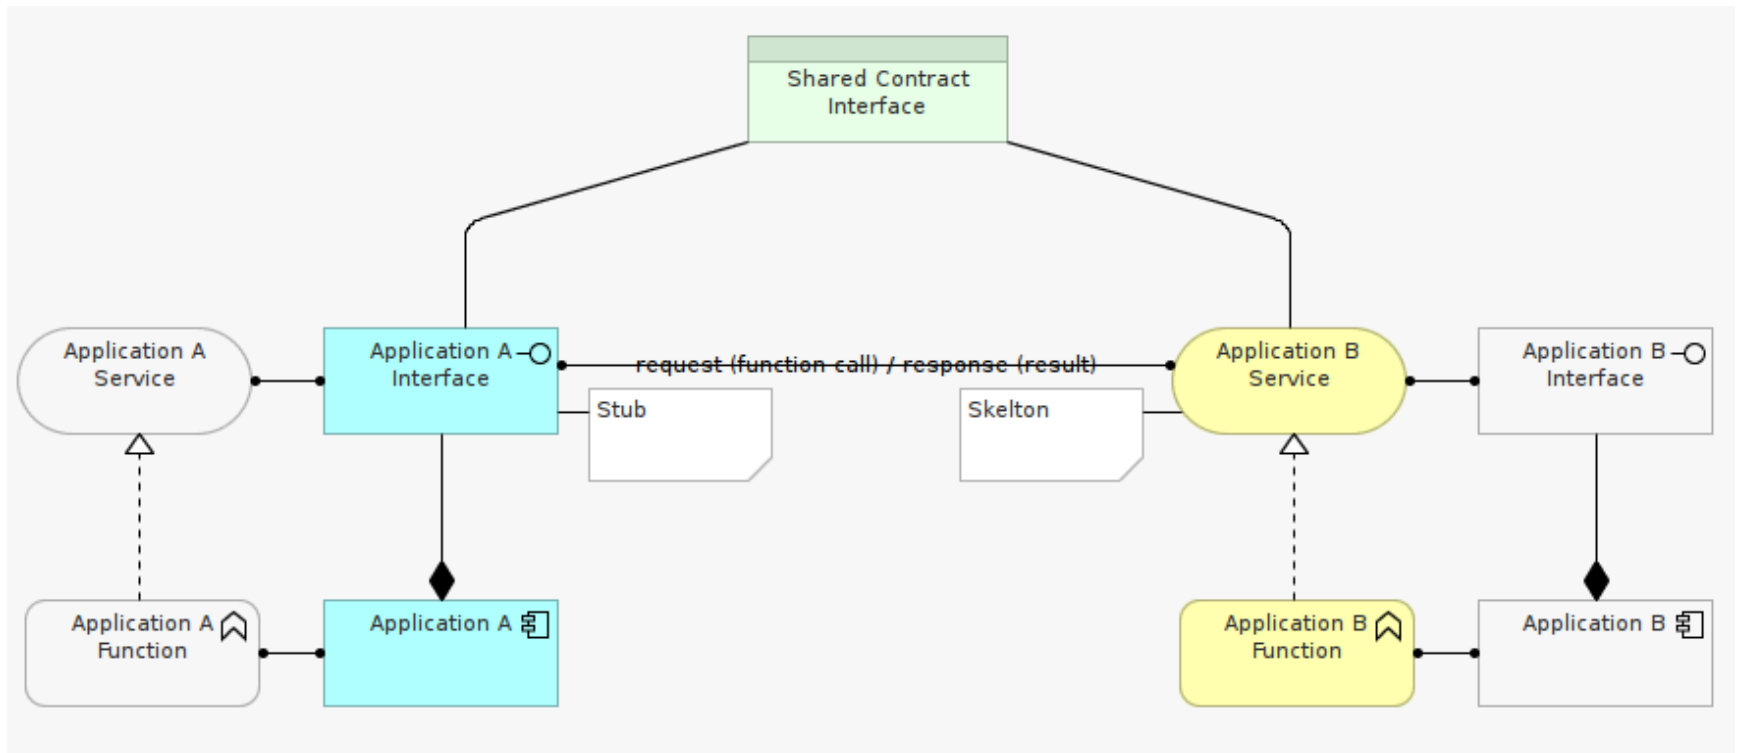 Shared Contract
Interface
Application A
Service
Application A
Interface
request (function call) / response (result)
Application B
Service
Application B
Interface
Stub
Skelton
Application A
Function
Application A
Application B
Function
Application B